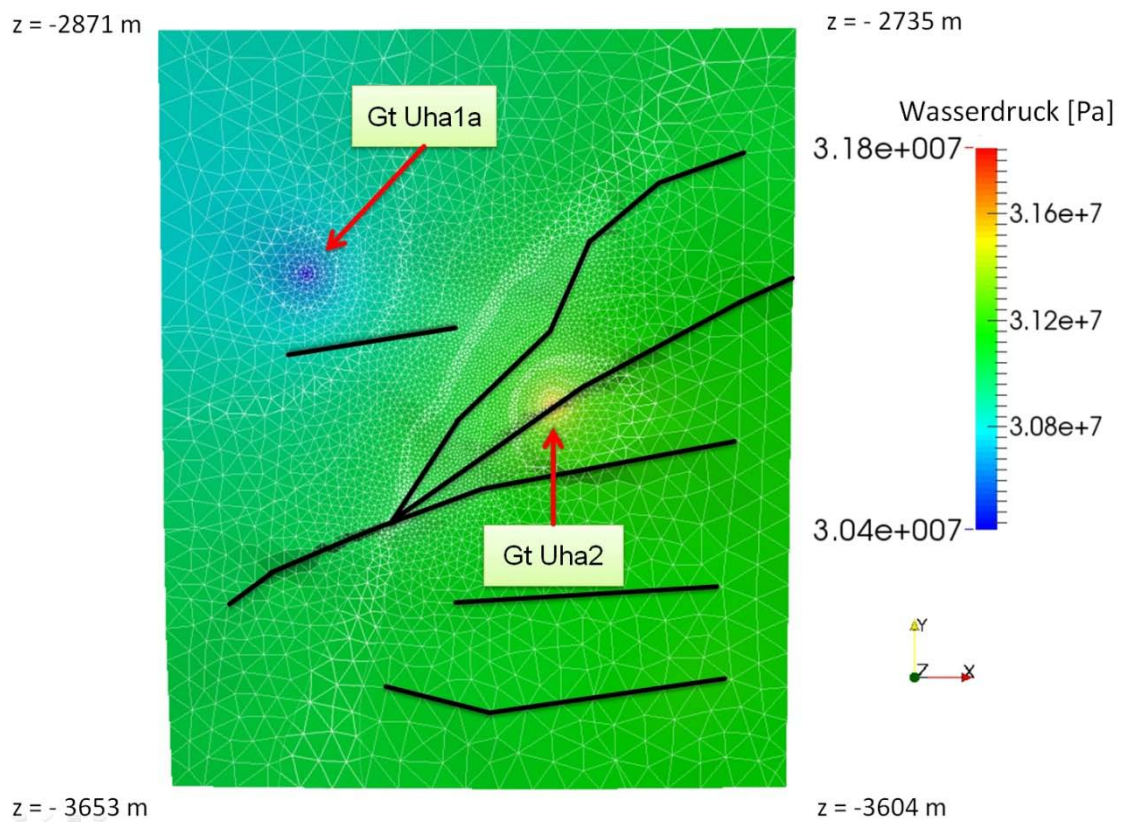 z = -2871 m
z = - 2735 m
Gt Uha1a
Wasserdruck [Pa]
3.18e+007
3.16e+7
3.12e+7
3.08e+7
3.04e+007
Gt Uha2
Y
Z
X
z = - 3653 m
z = -3604 m